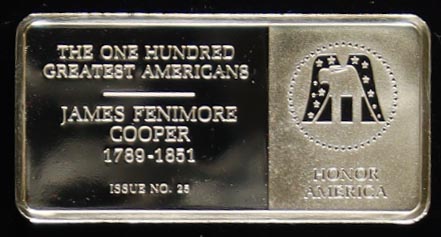 THE ONE HUNDRED
GREATEST AMERICANS
JAMES FENIMORE
COOPER
1789-1851
ISSUE NO. 25
HONOR
AMERICA